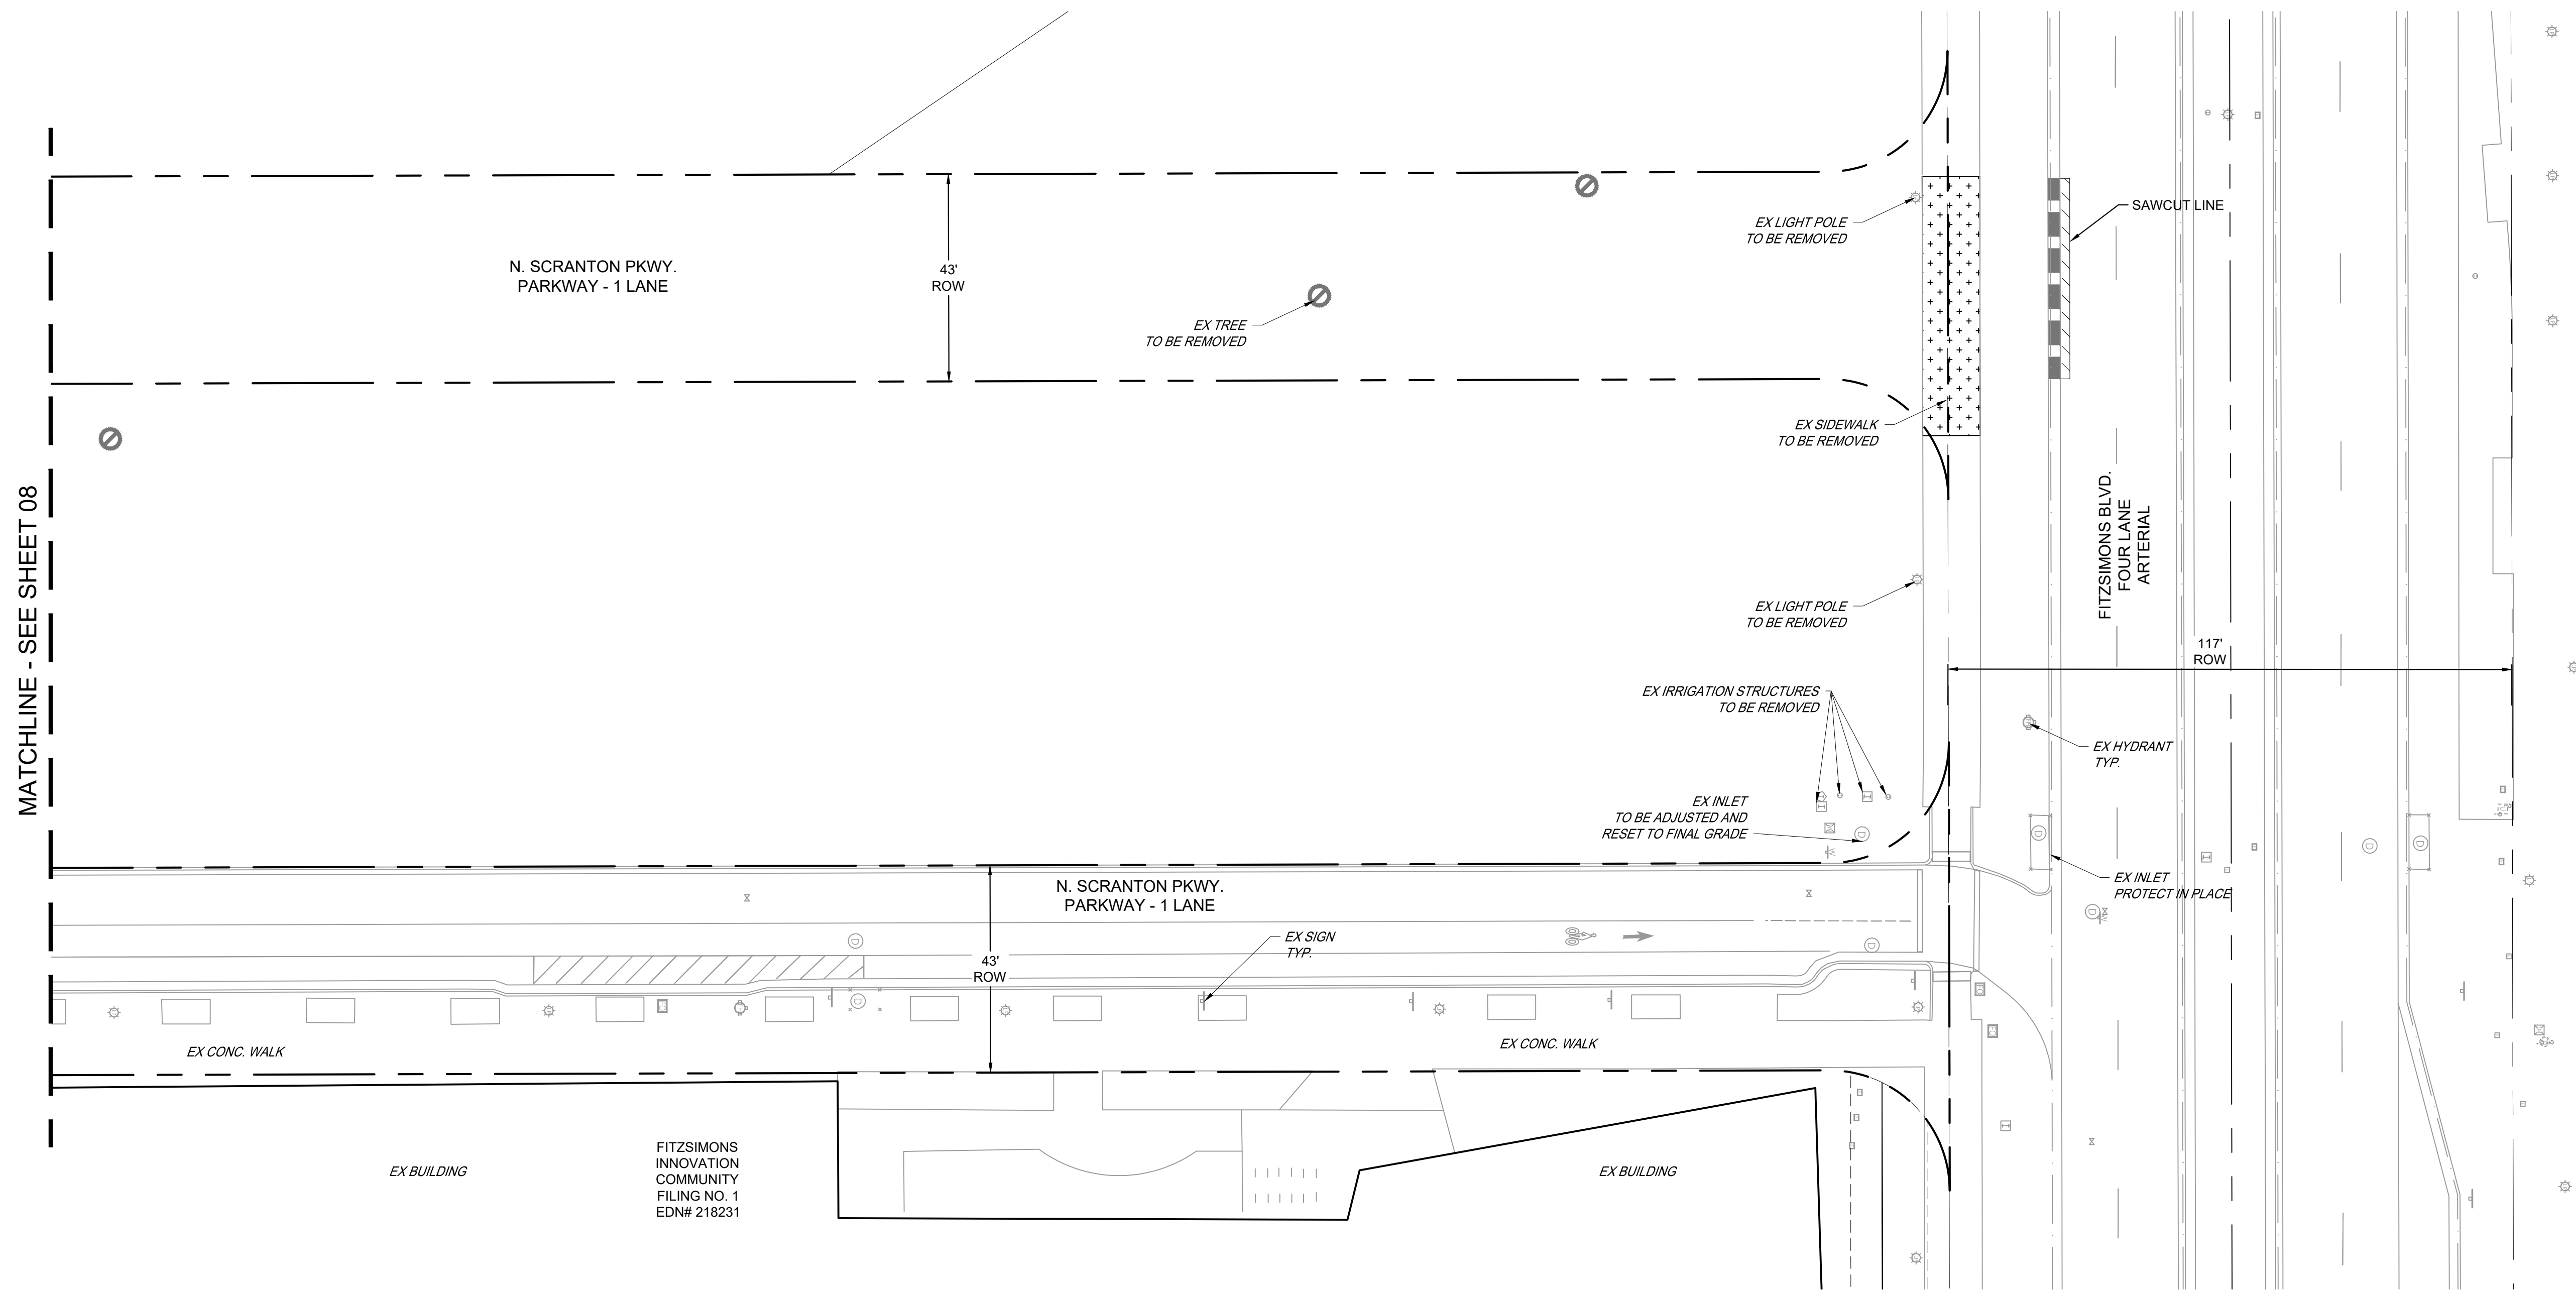 MATCHLINE - SEE SHEET 08
N. SCRANTON PKWY.
PARKWAY - 1 LANE
43'
ROW
EX TREE
TO BE REMOVED
EX LIGHT POLE
TO BE REMOVED
SAWCUT LINE
EX SIDEWALK
TO BE REMOVED
FITZSIMONS BLVD.
FOUR LANE
ARTERIAL
EX LIGHT POLE
TO BE REMOVED
117'
ROW
EX IRRIGATION STRUCTURES
TO BE REMOVED
EX HYDRANT
TYP.
EX INLET
TO BE ADJUSTED AND
RESET TO FINAL GRADE
EX INLET
PROTECT IN PLACE
N. SCRANTON PKWY.
PARKWAY - 1 LANE
EX SIGN
TYP.
43'
ROW
EX CONC. WALK
EX CONC. WALK
EX BUILDING
FITZSIMONS
INNOVATION
COMMUNITY
FILING NO. 1
EDN# 218231
EX BUILDING